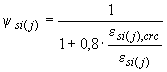 ψ si(j) = 1 / (1 + 0,8 · ε si(j),crc / ε si(j))